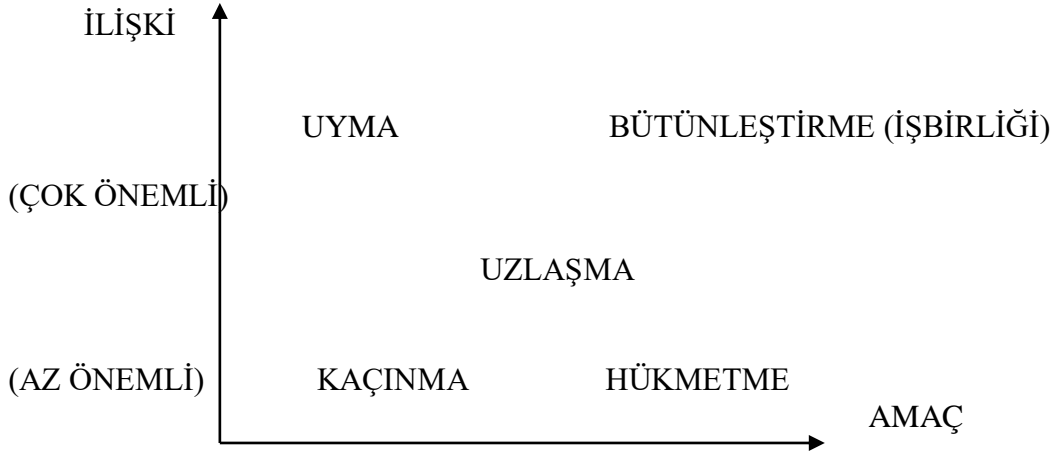 İLİŞKİ
UYMA BÜTÜNLEŞTİRME (İŞBİRLİĞİ)
(ÇOK ÖNEMLİ)
UZLAŞMA
(AZ ÖNEMLİ) KAÇINMA HÜKMETME
AMAÇ